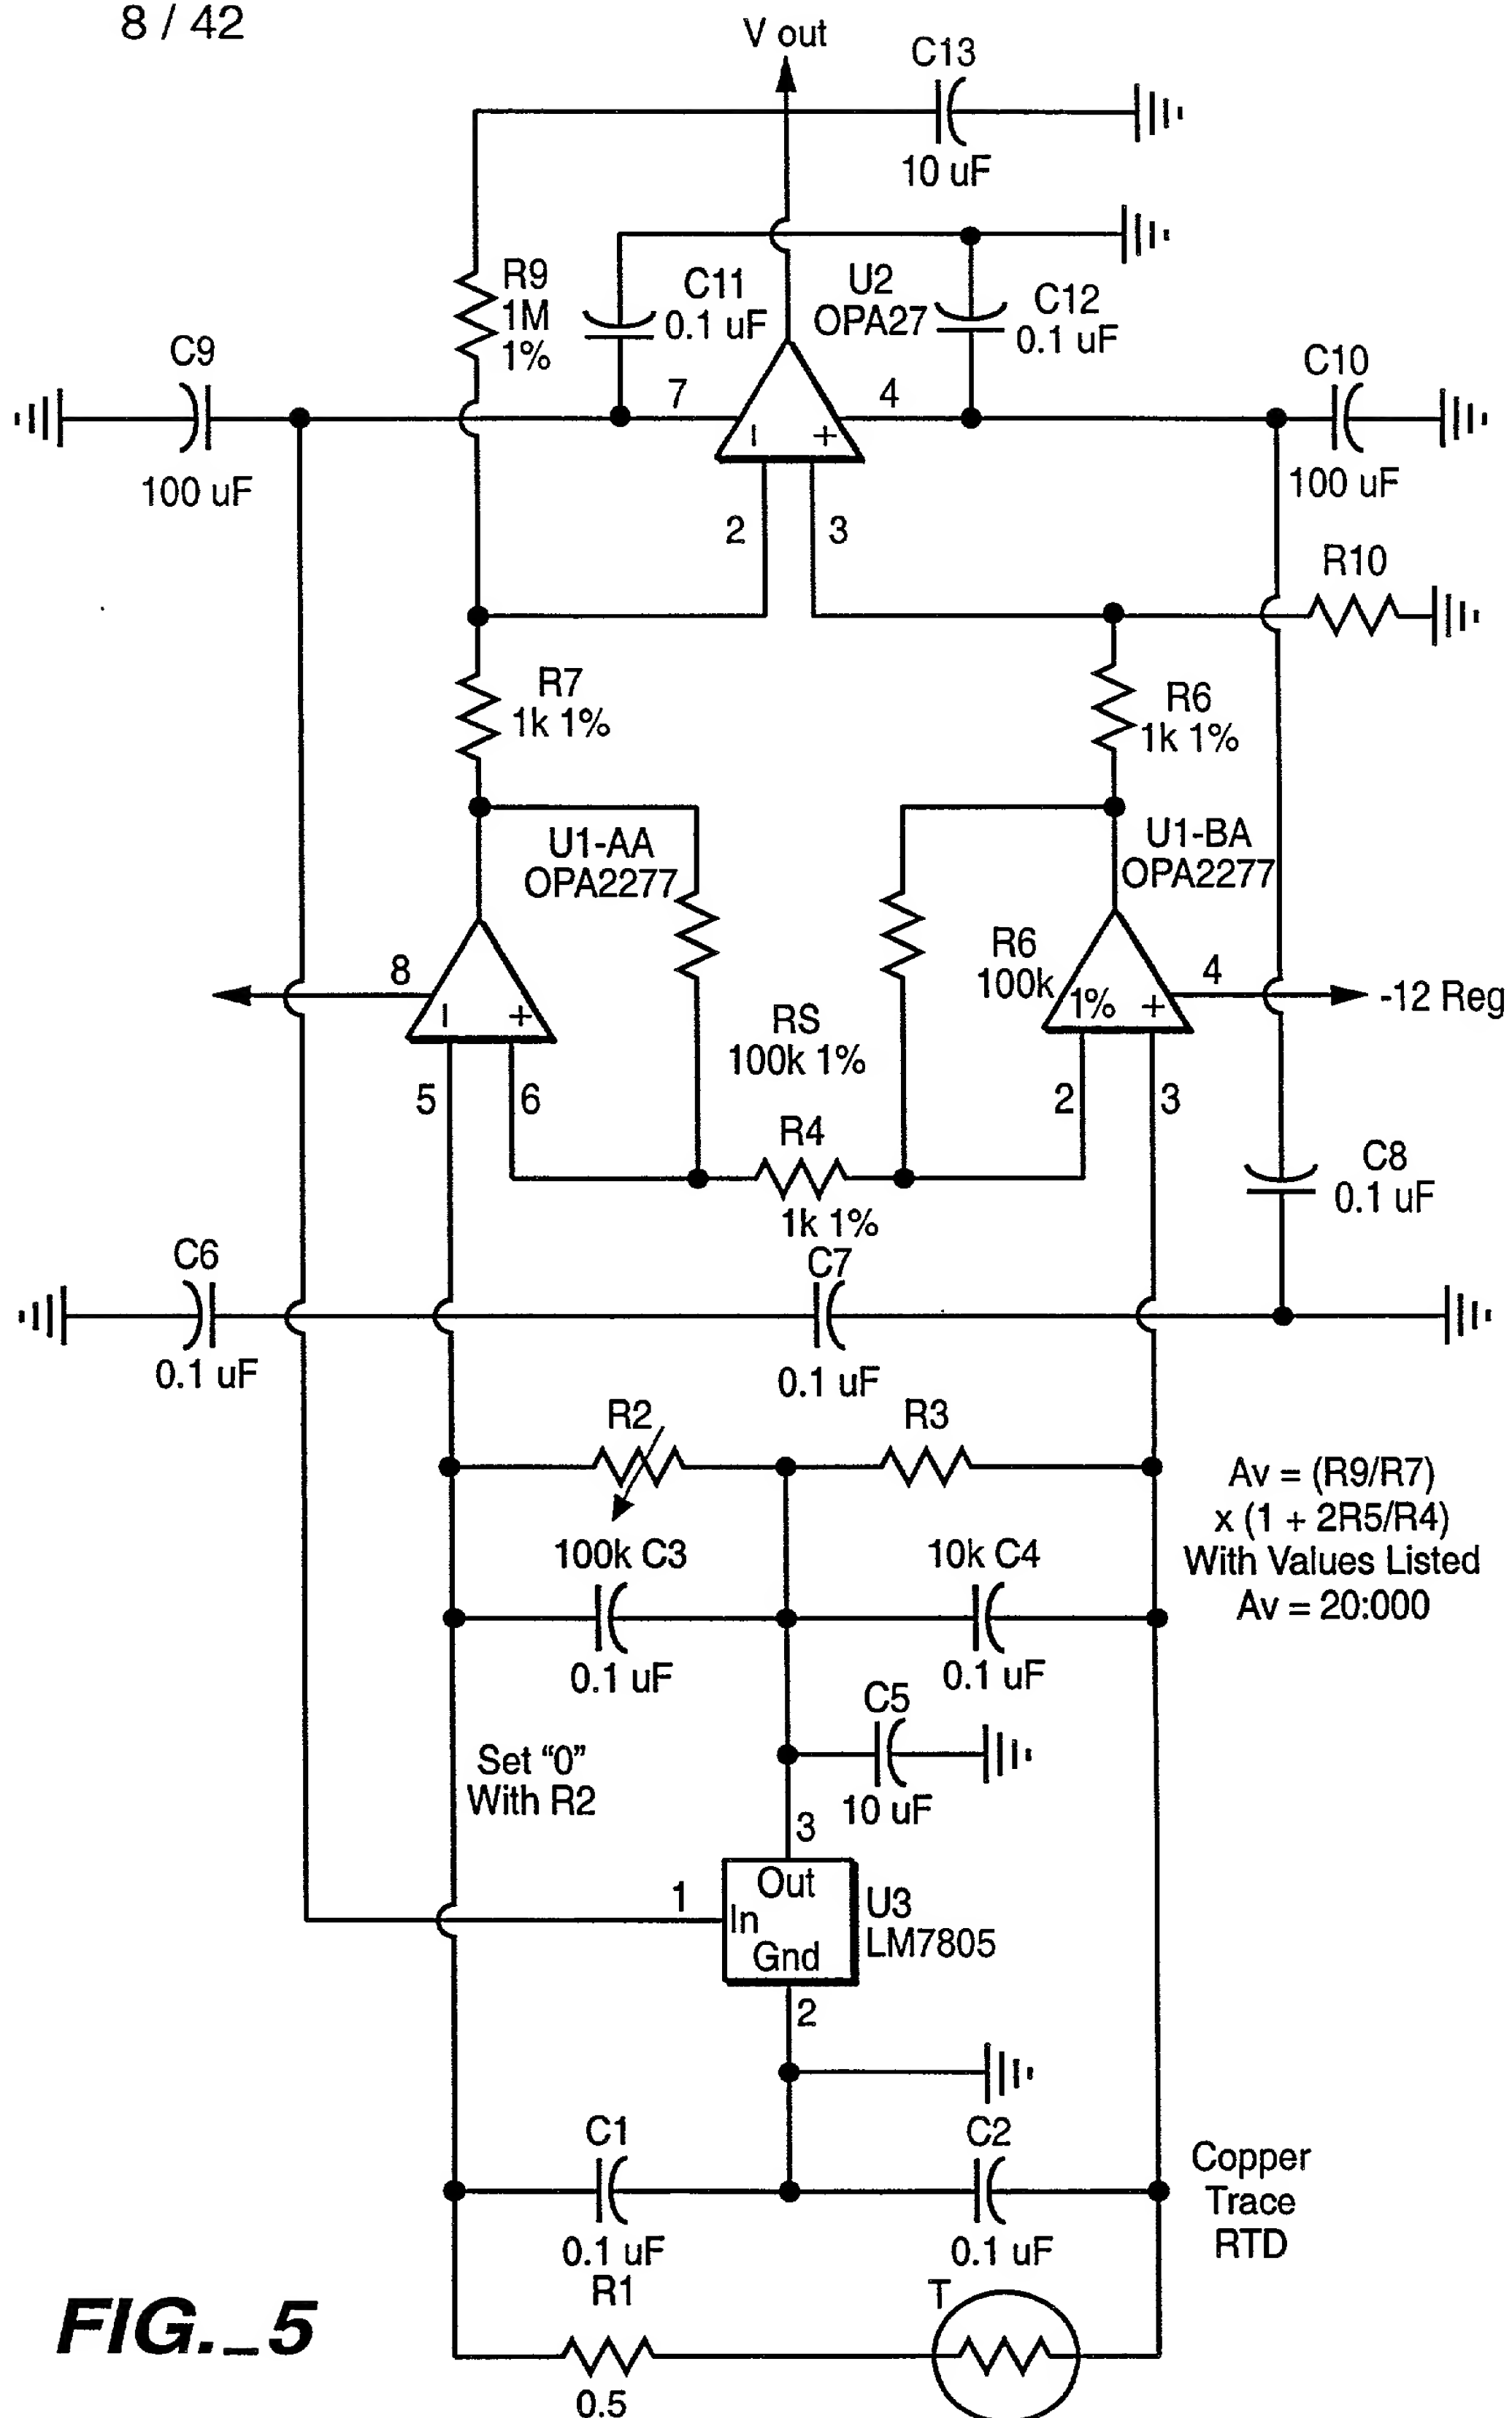 8 / 42
V out
C13
10 uF
R9
1M
1%
C11
0.1 uF
U2
OPA27
C12
0.1 uF
C9
100 uF
7
4
C10
100 uF
- +
2
3
R10
R7
1k 1%
R6
1k 1%
U1-AA
OPA2277
U1-BA
OPA2277
8
- +
RS
100k 1%
R6
100k
1% +
4
-12 Reg
5
6
2
3
R4
1k 1%
C8
0.1 uF
C6
0.1 uF
C7
0.1 uF
R2
R3
100k C3
0.1 uF
10k C4
0.1 uF
Av = (R9/R7)
x (1 + 2R5/R4)
With Values Listed
Av = 20:000
C5
10 uF
Set “0”
With R2
3
1
Out
In
Gnd
U3
LM7805
2
C1
0.1 uF
C2
0.1 uF
Copper
Trace
RTD
R1
0.5
T
FIG._5